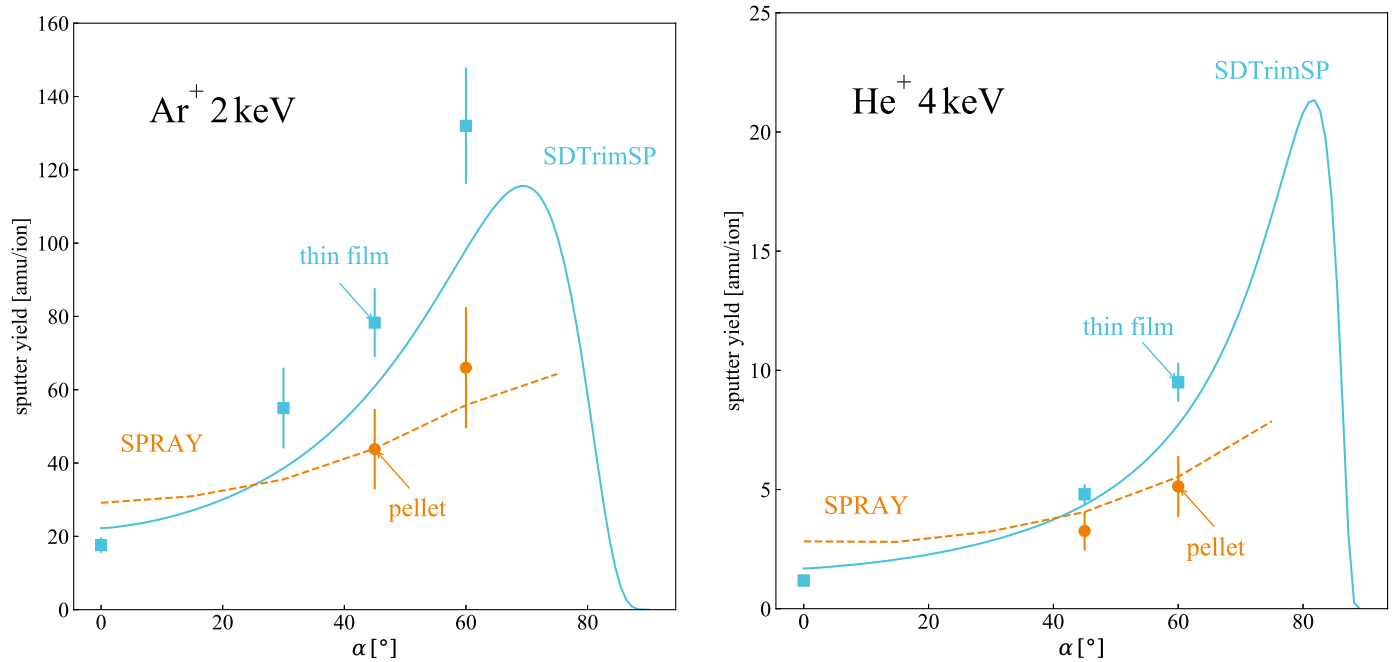 160
140
120
100
80
60
40
20
0
sputter yield [amu/ion]
Ar⁺ 2 keV
SDTrimSP
thin film
SPRAY
pellet
0 20 40 60 80
α [°]
25
20
15
10
5
0
sputter yield [amu/ion]
He⁺ 4 keV
SDTrimSP
thin film
SPRAY
pellet
0 20 40 60 80
α [°]